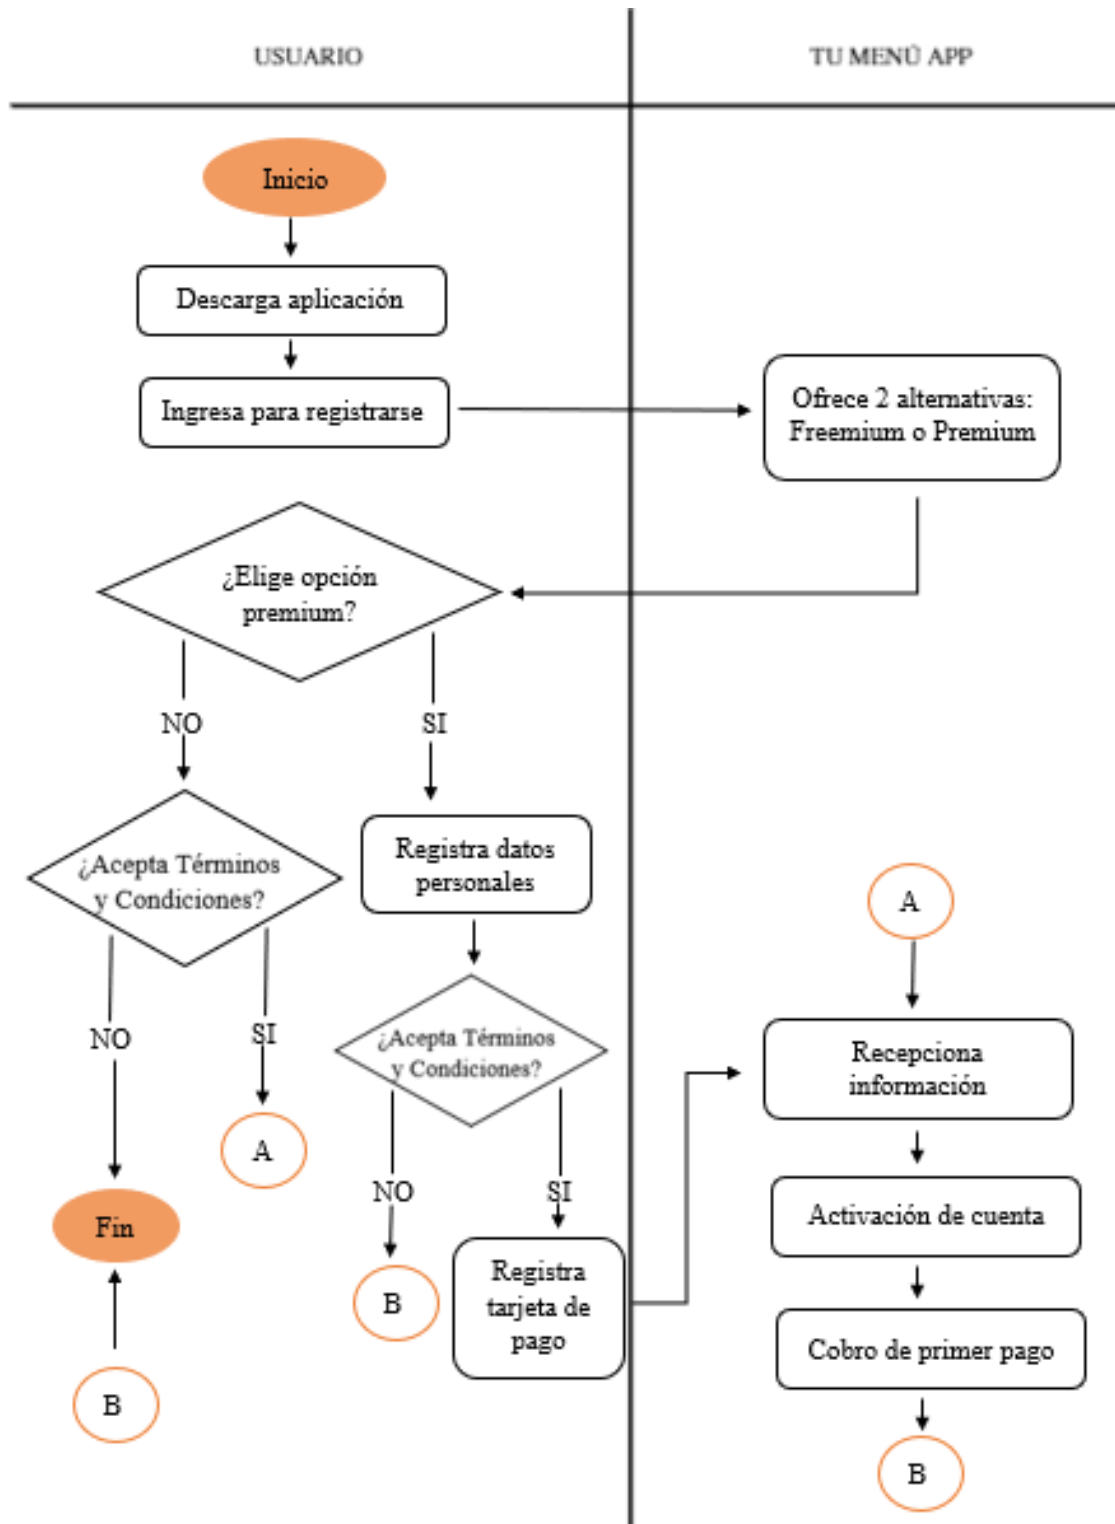 USUARIO
TU MENÚ APP
Inicio
Descarga aplicación
Ingresa para registrarse
Ofrece 2 alternativas:
Freemium o Premium
¿Elige opción
premium?
NO
SI
¿Acepta Términos
y Condiciones?
Registra datos
personales
A
NO
SI
¿Acepta Términos
y Condiciones?
Recepciona
información
A
NO
SI
Fin
Activación de cuenta
B
Registra
tarjeta de
pago
Cobro de primer pago
B
B